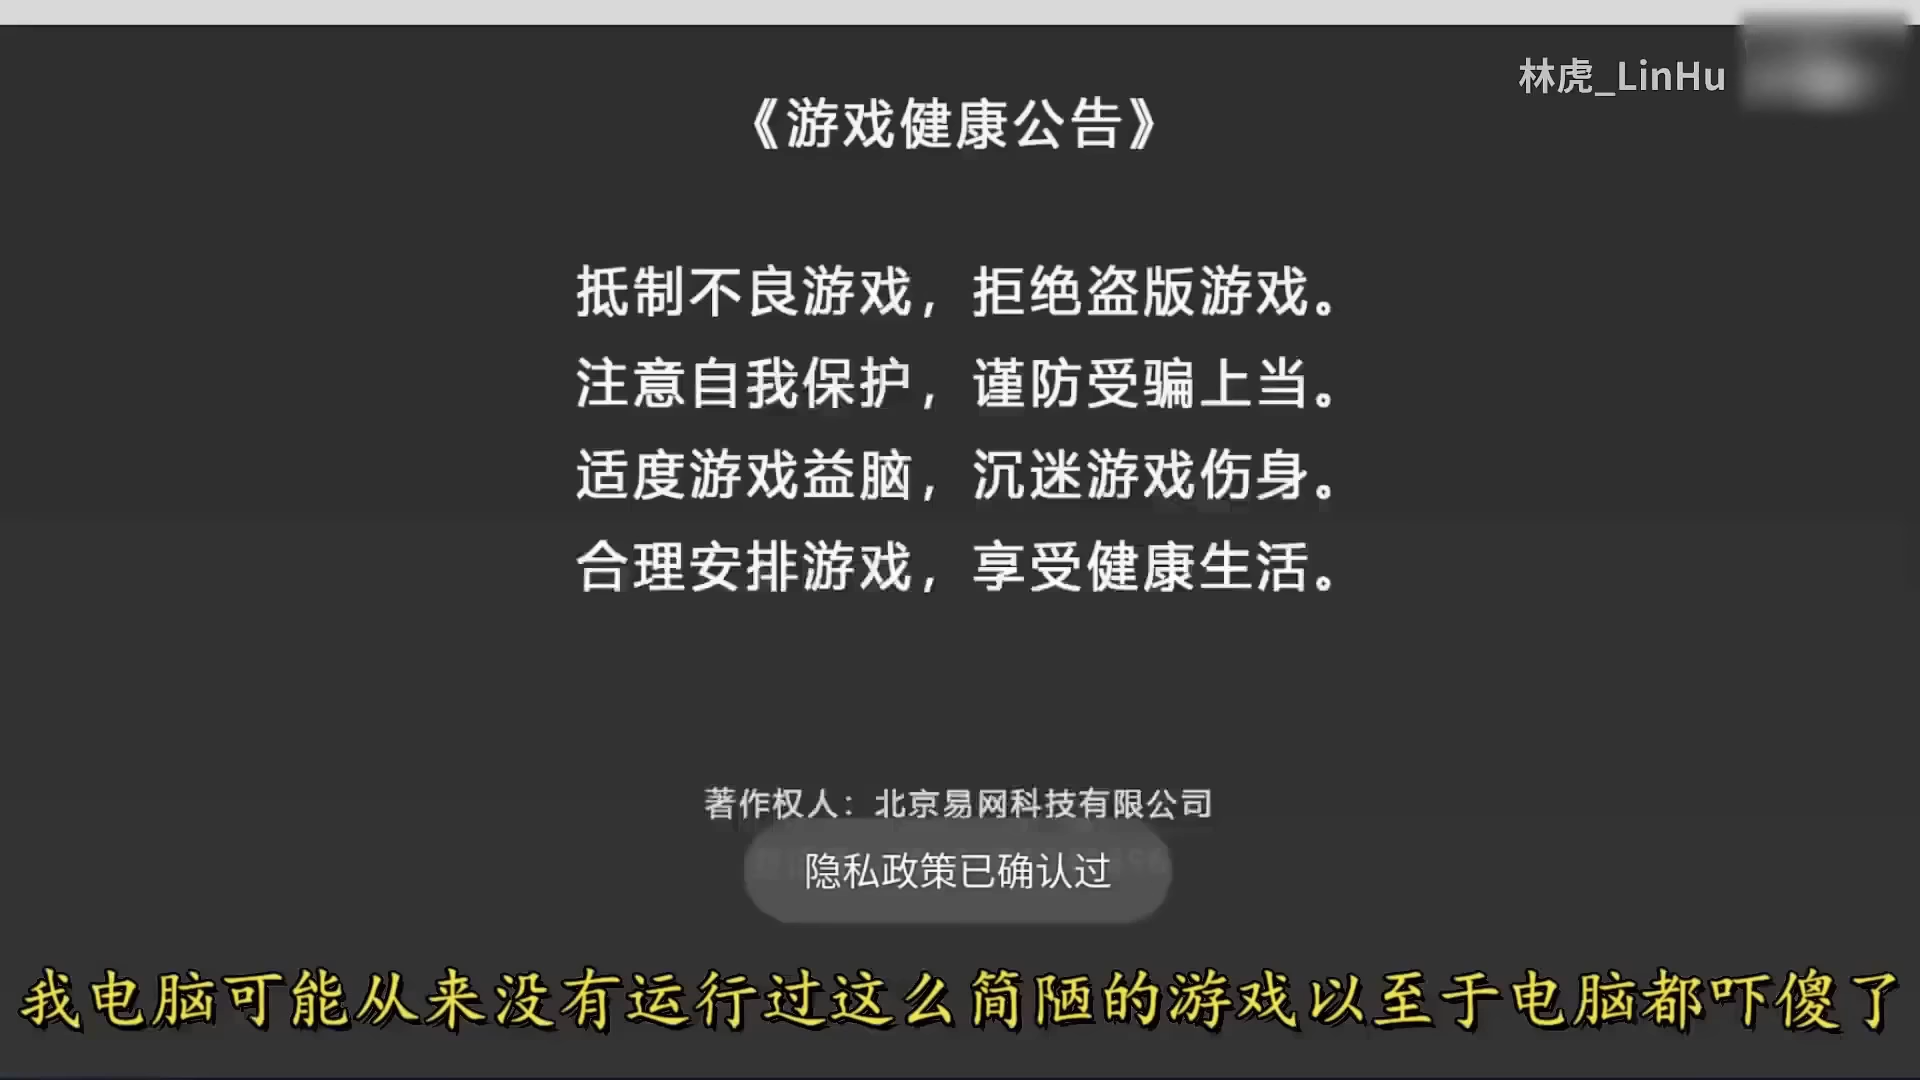 林虎_LinHu
《游戏健康公告》
抵制不良游戏，拒绝盗版游戏。
注意自我保护，谨防受骗上当。
适度游戏益脑，沉迷游戏伤身。
合理安排游戏，享受健康生活。
著作权人：北京易网科技有限公司
隐私政策已确认过
我电脑可能从来没有运行过这么简陋的游戏以至于电脑都吓傻了